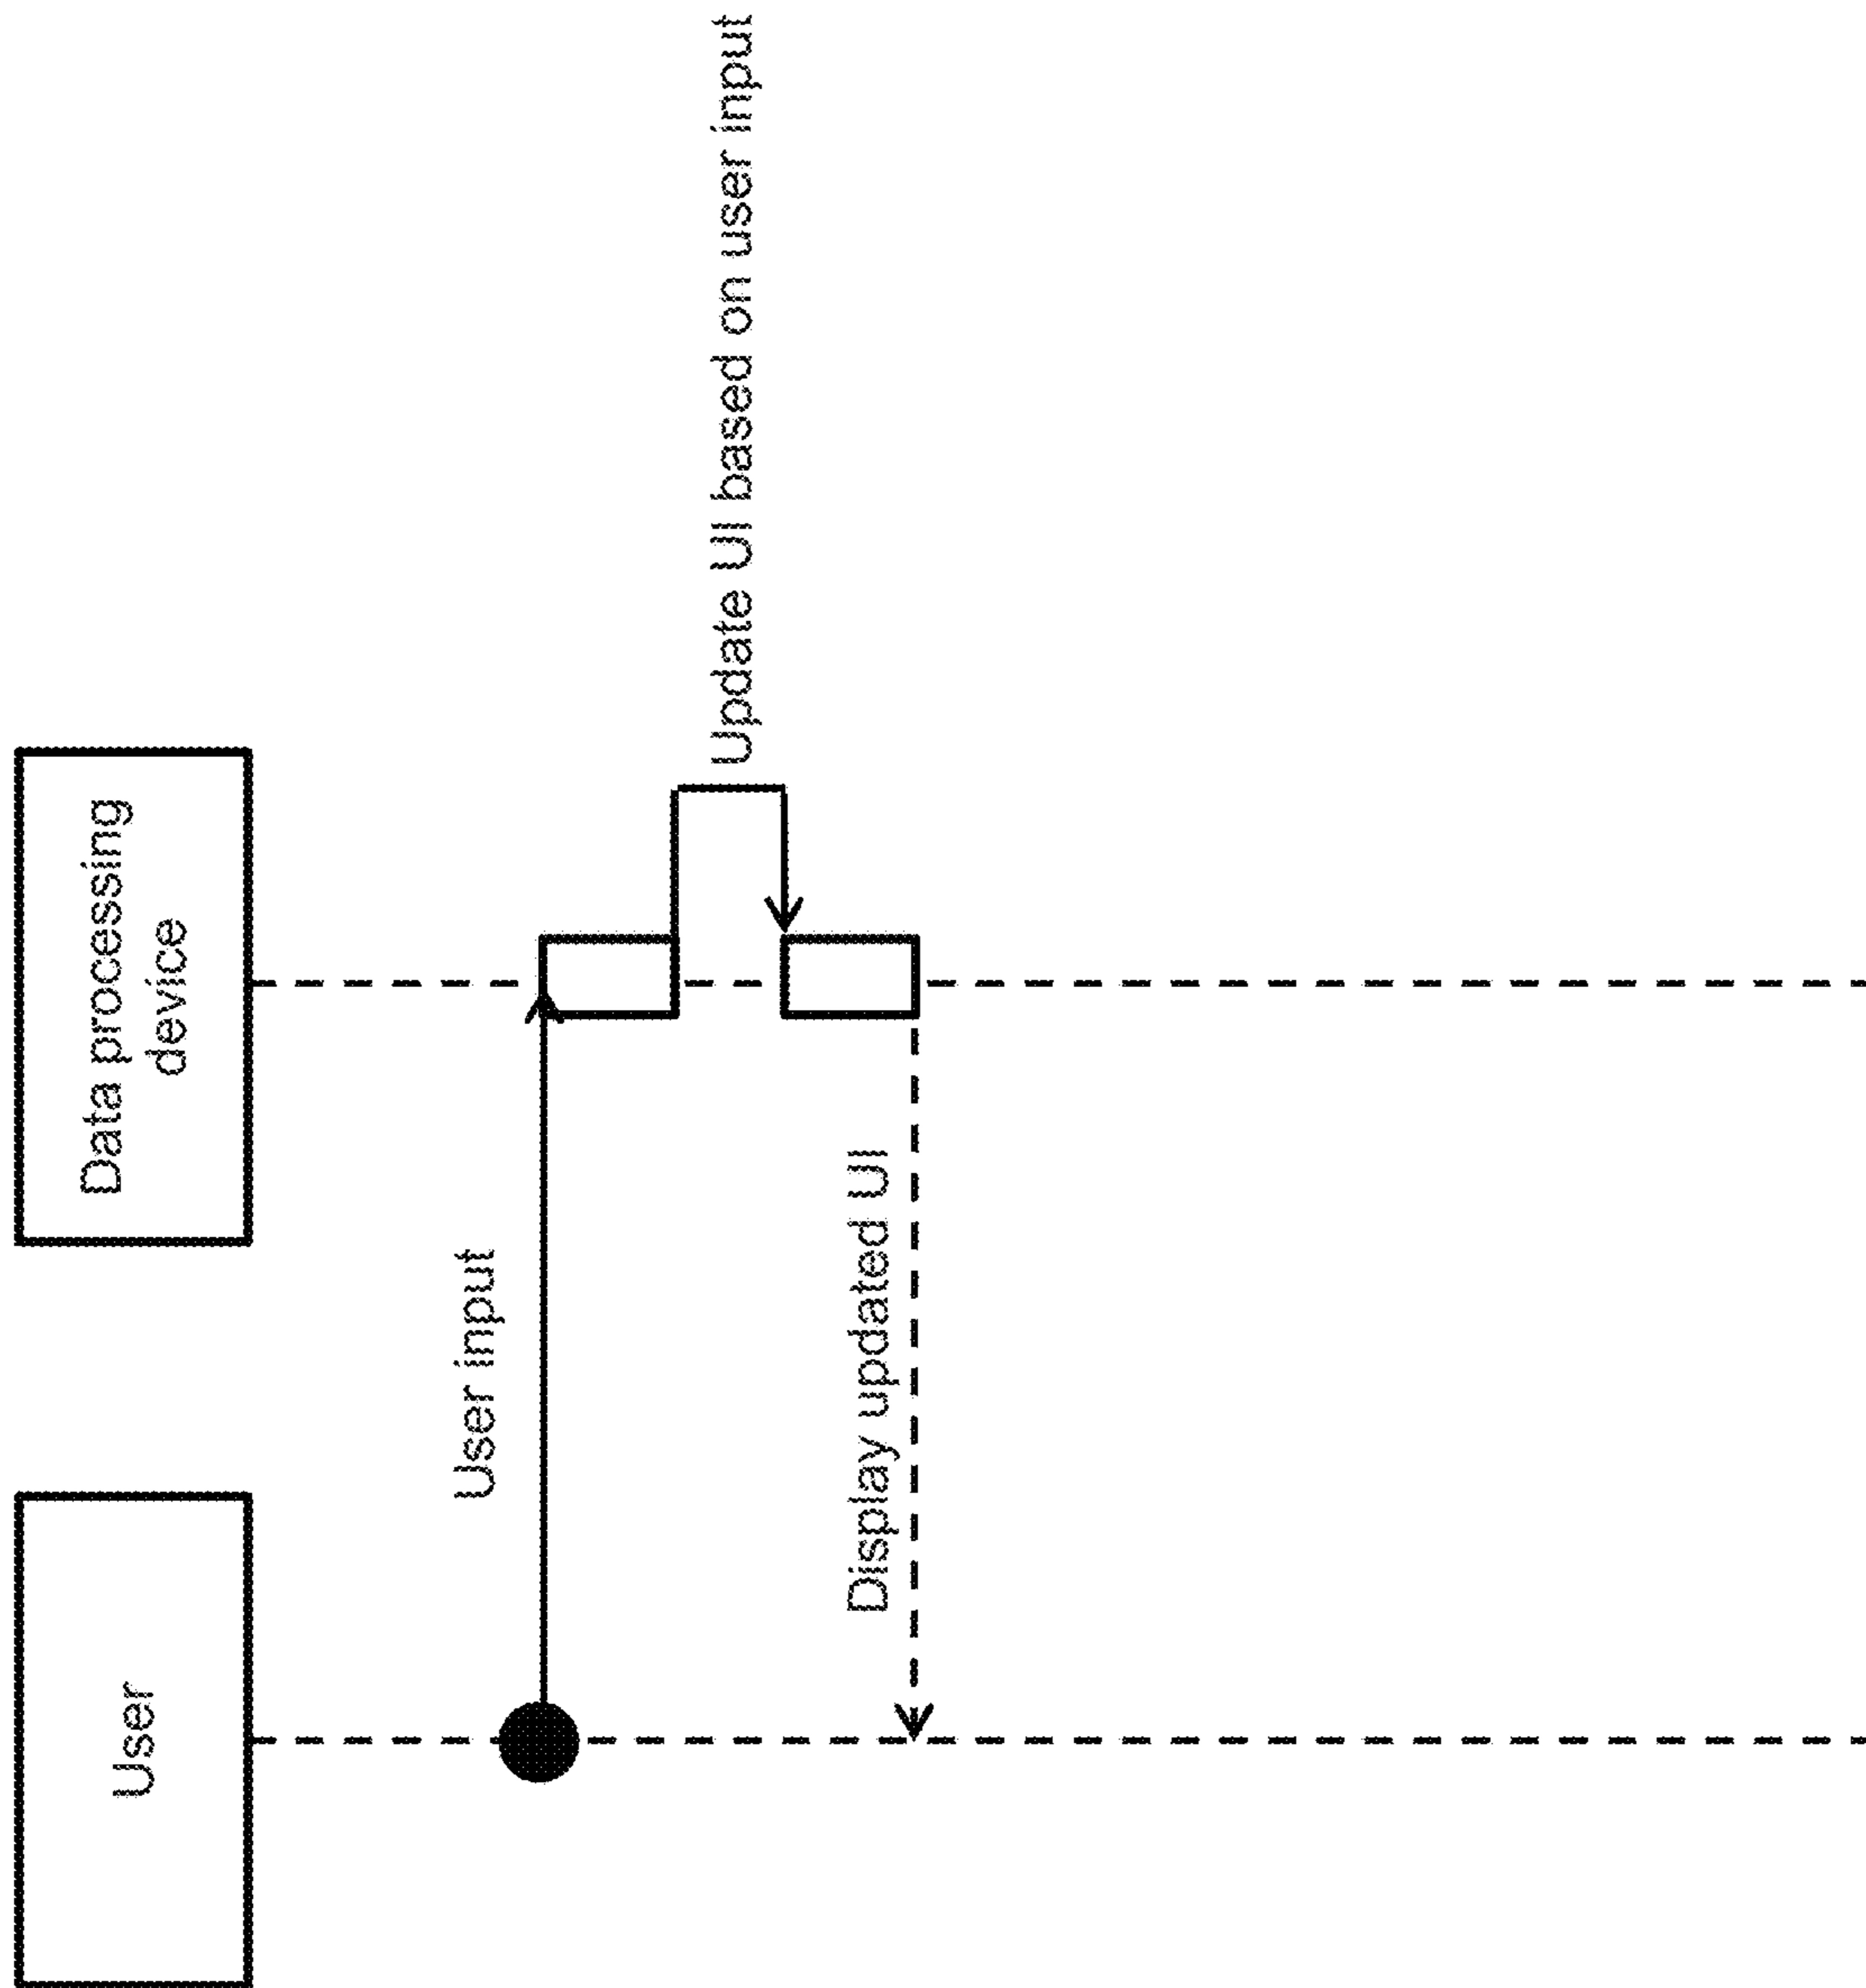 User
Data processing
device
User input
Update UI based on user input
Display updated UI